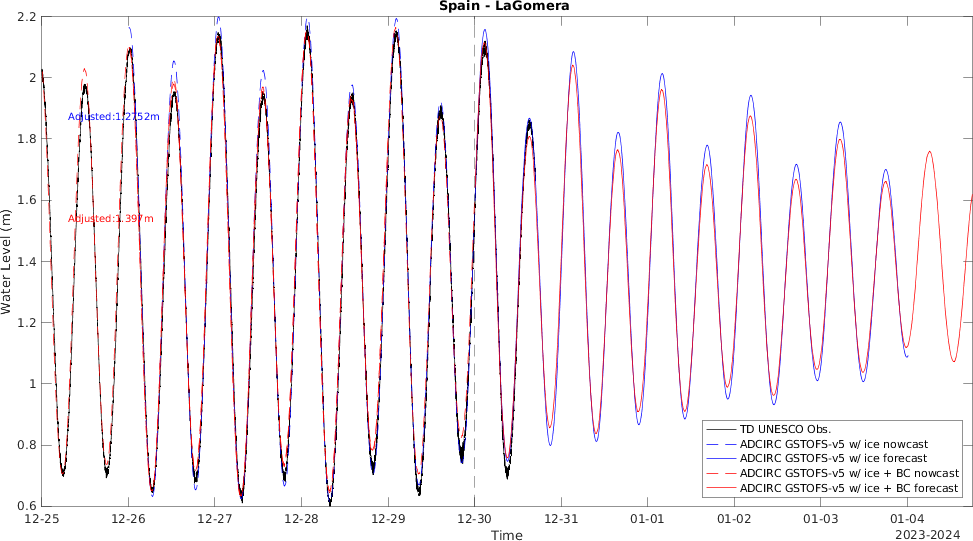 Spain - LaGomera
2.2
2
1.8
1.6
1.4
1.2
1
0.8
0.6
Water Level (m)
Adjusted:1.2752m
Adjusted:1.397m
TD UNESCO Obs.
ADCIRC GSTOFS-v5 w/ ice nowcast
ADCIRC GSTOFS-v5 w/ ice forecast
ADCIRC GSTOFS-v5 w/ ice + BC nowcast
ADCIRC GSTOFS-v5 w/ ice + BC forecast
12-25 12-26 12-27 12-28 12-29 12-30 12-31 01-01 01-02 01-03 01-04
Time
2023-2024